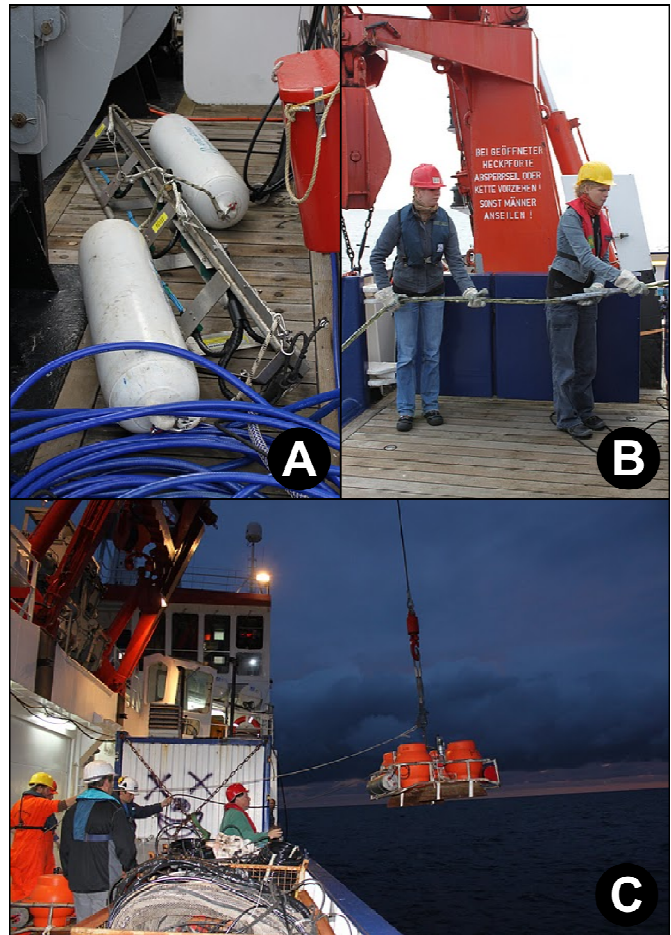 BEI GEÖFFNETER
HECKPFORTE
ABSPERRSEIL ODER
KETTE VORZIEHEN!
SONST MÄNNER
ANSEILEN!
A
B
C